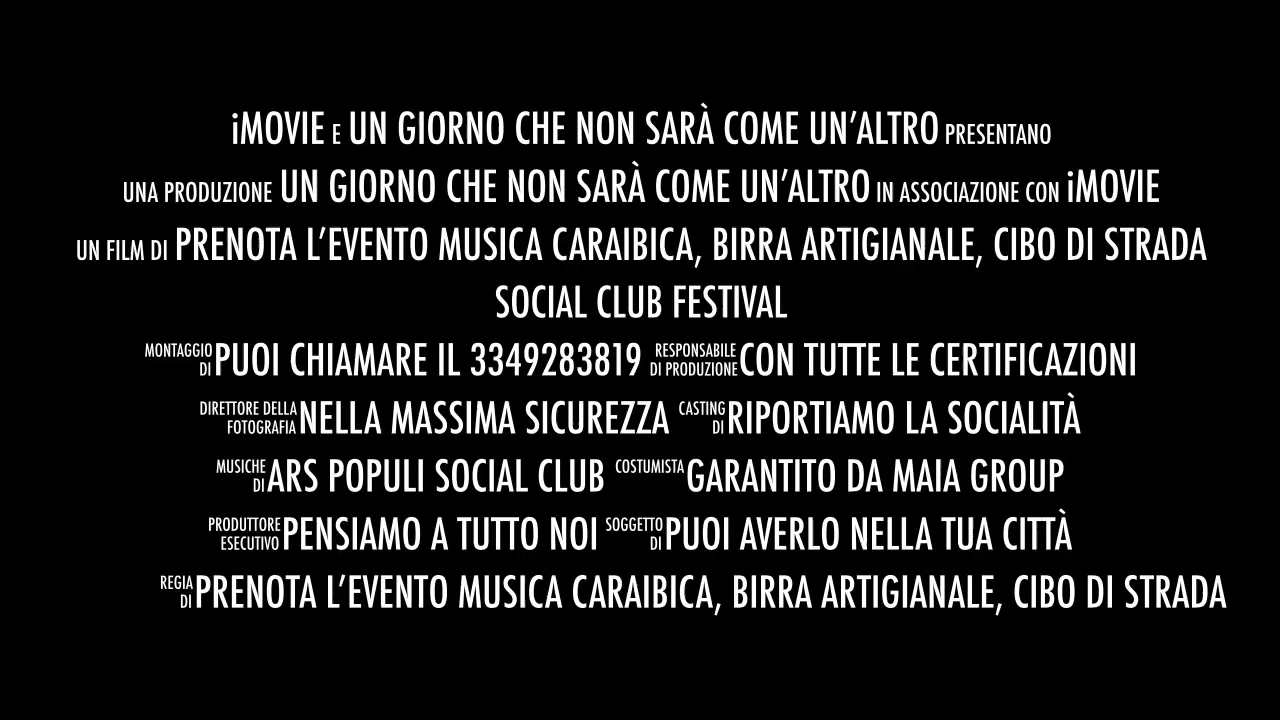 iMOVIE E UN GIORNO CHE NON SARÀ COME UN'ALTRO PRESENTANO
UNA PRODUZIONE UN GIORNO CHE NON SARÀ COME UN'ALTRO IN ASSOCIAZIONE CON iMOVIE
UN FILM DI PRENOTA L'EVENTO MUSICA CARAIBICA, BIRRA ARTIGIANALE, CIBO DI STRADA
SOCIAL CLUB FESTIVAL
MONTAGGIO DI PUOI CHIAMARE IL 3349283819 RESPONSABILE DI PRODUZIONE CON TUTTE LE CERTIFICAZIONI
DIRETTORE DELLA FOTOGRAFIA NELLA MASSIMA SICUREZZA CASTING DI RIPORTIAMO LA SOCIALITÀ
MUSICHE DI ARS POPULI SOCIAL CLUB COSTUMISTA GARANTITO DA MAIA GROUP
PRODUTTORE ESECUTIVO PENSIAMO A TUTTO NOI SOGGETTO DI PUOI AVERLO NELLA TUA CITTÀ
REGIA DI PRENOTA L'EVENTO MUSICA CARAIBICA, BIRRA ARTIGIANALE, CIBO DI STRADA